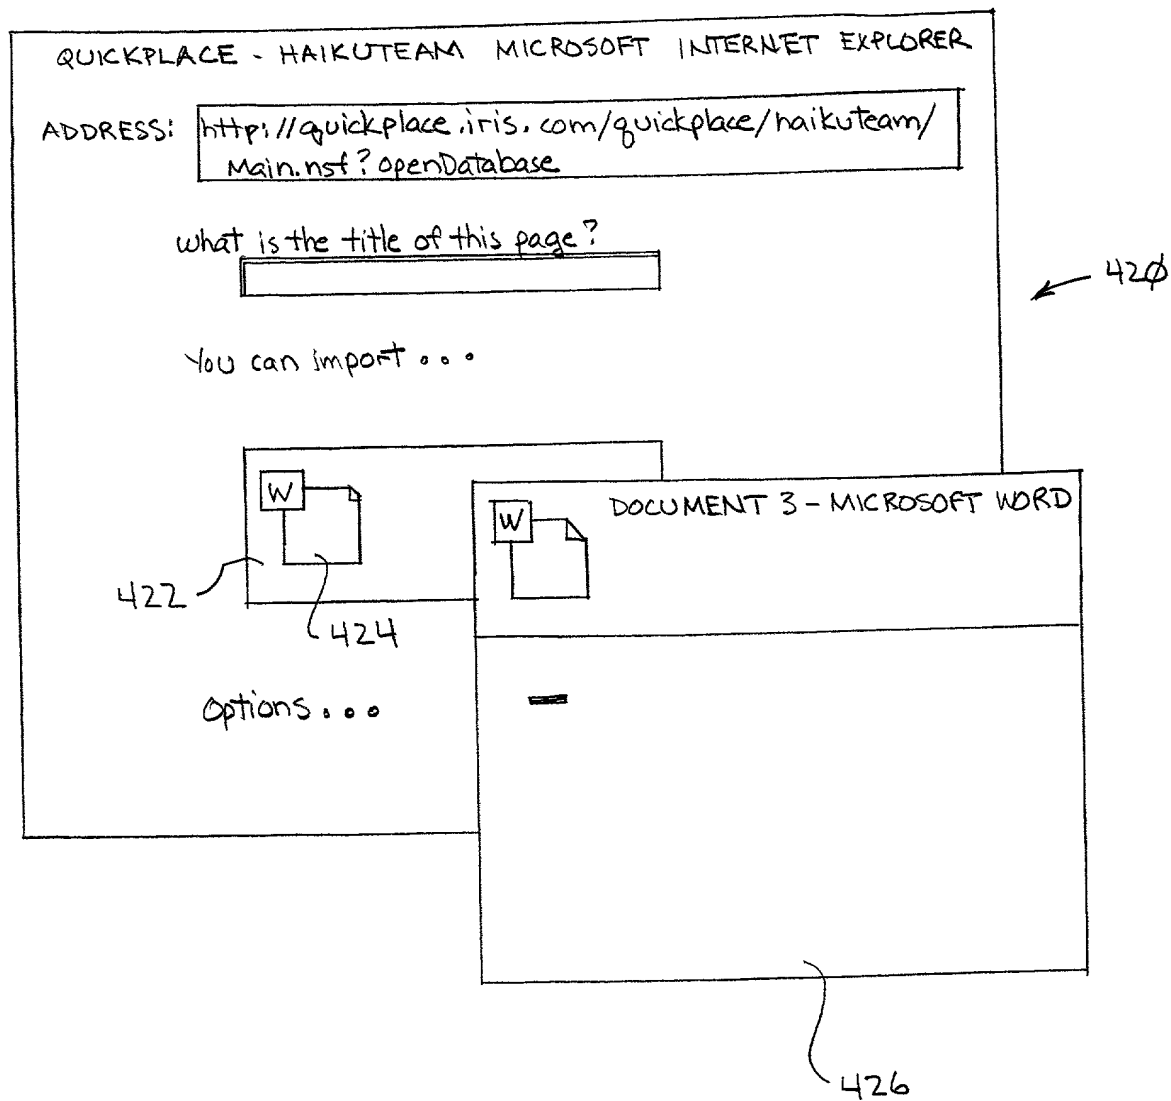 QUICKPLACE - HAIKUTEAM MICROSOFT INTERNET EXPLORER
ADDRESS:
http://quickplace.iris.com/quickplace/haikuteam/
Main.nsf?openDatabase
What is the title of this page?
420
You can import...
W
W
DOCUMENT 3 - MICROSOFT WORD
422
424
Options...
426